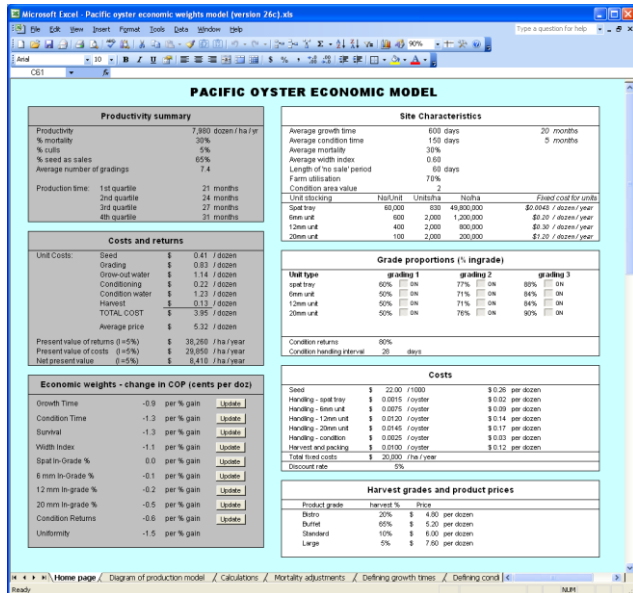 Microsoft Excel - Pacific oyster economic weights model (version 26c).xls
File Edit View Insert Format Tools Data Window Help Type a question for help
90%
Arial 10 B I U $ % ,
C61 fx
PACIFIC OYSTER ECONOMIC MODEL
Productivity summary
Productivity 7,980 dozen / ha / yr
% mortality 30%
% culls 5%
% seed as sales 65%
Average number of gradings 7.4
Production time: 1st quartile 21 months
2nd quartile 24 months
3rd quartile 27 months
4th quartile 31 months
Costs and returns
Unit Costs: Seed $ 0.41 / dozen
Grading $ 0.83 / dozen
Grow-out water $ 1.14 / dozen
Conditioning $ 0.22 / dozen
Condition water $ 1.23 / dozen
Harvest $ 0.13 / dozen
TOTAL COST $ 3.95 / dozen
Average price $ 5.32 / dozen
Present value of returns (I=5%) $ 38,260 / ha / year
Present value of costs (I=5%) $ 29,850 / ha / year
Net present value (I=5%) $ 8,410 / ha / year
Economic weights - change in COP (cents per doz)
Growth Time -0.9 per % gain Update
Condition Time -1.3 per % gain Update
Survival -1.3 per % gain Update
Width Index -1.1 per % gain Update
Spat In-Grade % 0.0 per % gain Update
6 mm In-grade % -0.1 per % gain Update
12 mm In-grade % -0.2 per % gain Update
20 mm In-grade % -0.5 per % gain Update
Condition Returns -0.6 per % gain Update
Uniformity -1.5 per % gain
Site Characteristics
Average growth time 600 days 20 months
Average condition time 150 days 5 months
Average mortality 30%
Average width index 0.60
Length of 'no sale' period 60 days
Farm utilisation 70%
Condition area value 2
Unit stocking No/Unit Units/ha No/ha Fixed cost for units
Spat tray 60,000 830 49,800,000 $0.0045 / dozen / year
6mm unit 600 2,000 1,200,000 $0.20 / dozen / year
12mm unit 400 2,000 800,000 $0.30 / dozen / year
20mm unit 100 2,000 200,000 $1.20 / dozen / year
Grade proportions (% ingrade)
Unit type grading 1 grading 2 grading 3
spat tray 60% ON 77% ON 88% ON
6mm unit 50% ON 71% ON 84% ON
12mm unit 50% ON 71% ON 84% ON
20mm unit 50% ON 76% ON 90% ON
Condition returns 80%
Condition handling interval 28 days
Costs
Seed $ 22.00 / 1000 $ 0.26 per dozen
Handling - spat tray $ 0.0015 / oyster $ 0.02 per dozen
Handling - 6mm unit $ 0.0075 / oyster $ 0.09 per dozen
Handling - 12mm unit $ 0.0120 / oyster $ 0.14 per dozen
Handling - 20mm unit $ 0.0145 / oyster $ 0.17 per dozen
Handling - condition $ 0.0025 / oyster $ 0.03 per dozen
Harvest and packing $ 0.0100 / oyster $ 0.12 per dozen
Total fixed costs $ 20,000 / ha / year
Discount rate 5%
Harvest grades and product prices
Product grade harvest % Price
Bistro 20% $ 4.80 per dozen
Buffet 65% $ 5.20 per dozen
Standard 10% $ 6.00 per dozen
Large 5% $ 7.60 per dozen
Home page / Diagram of production model / Calculations / Mortality adjustments / Defining growth times / Defining condi
Ready NUM